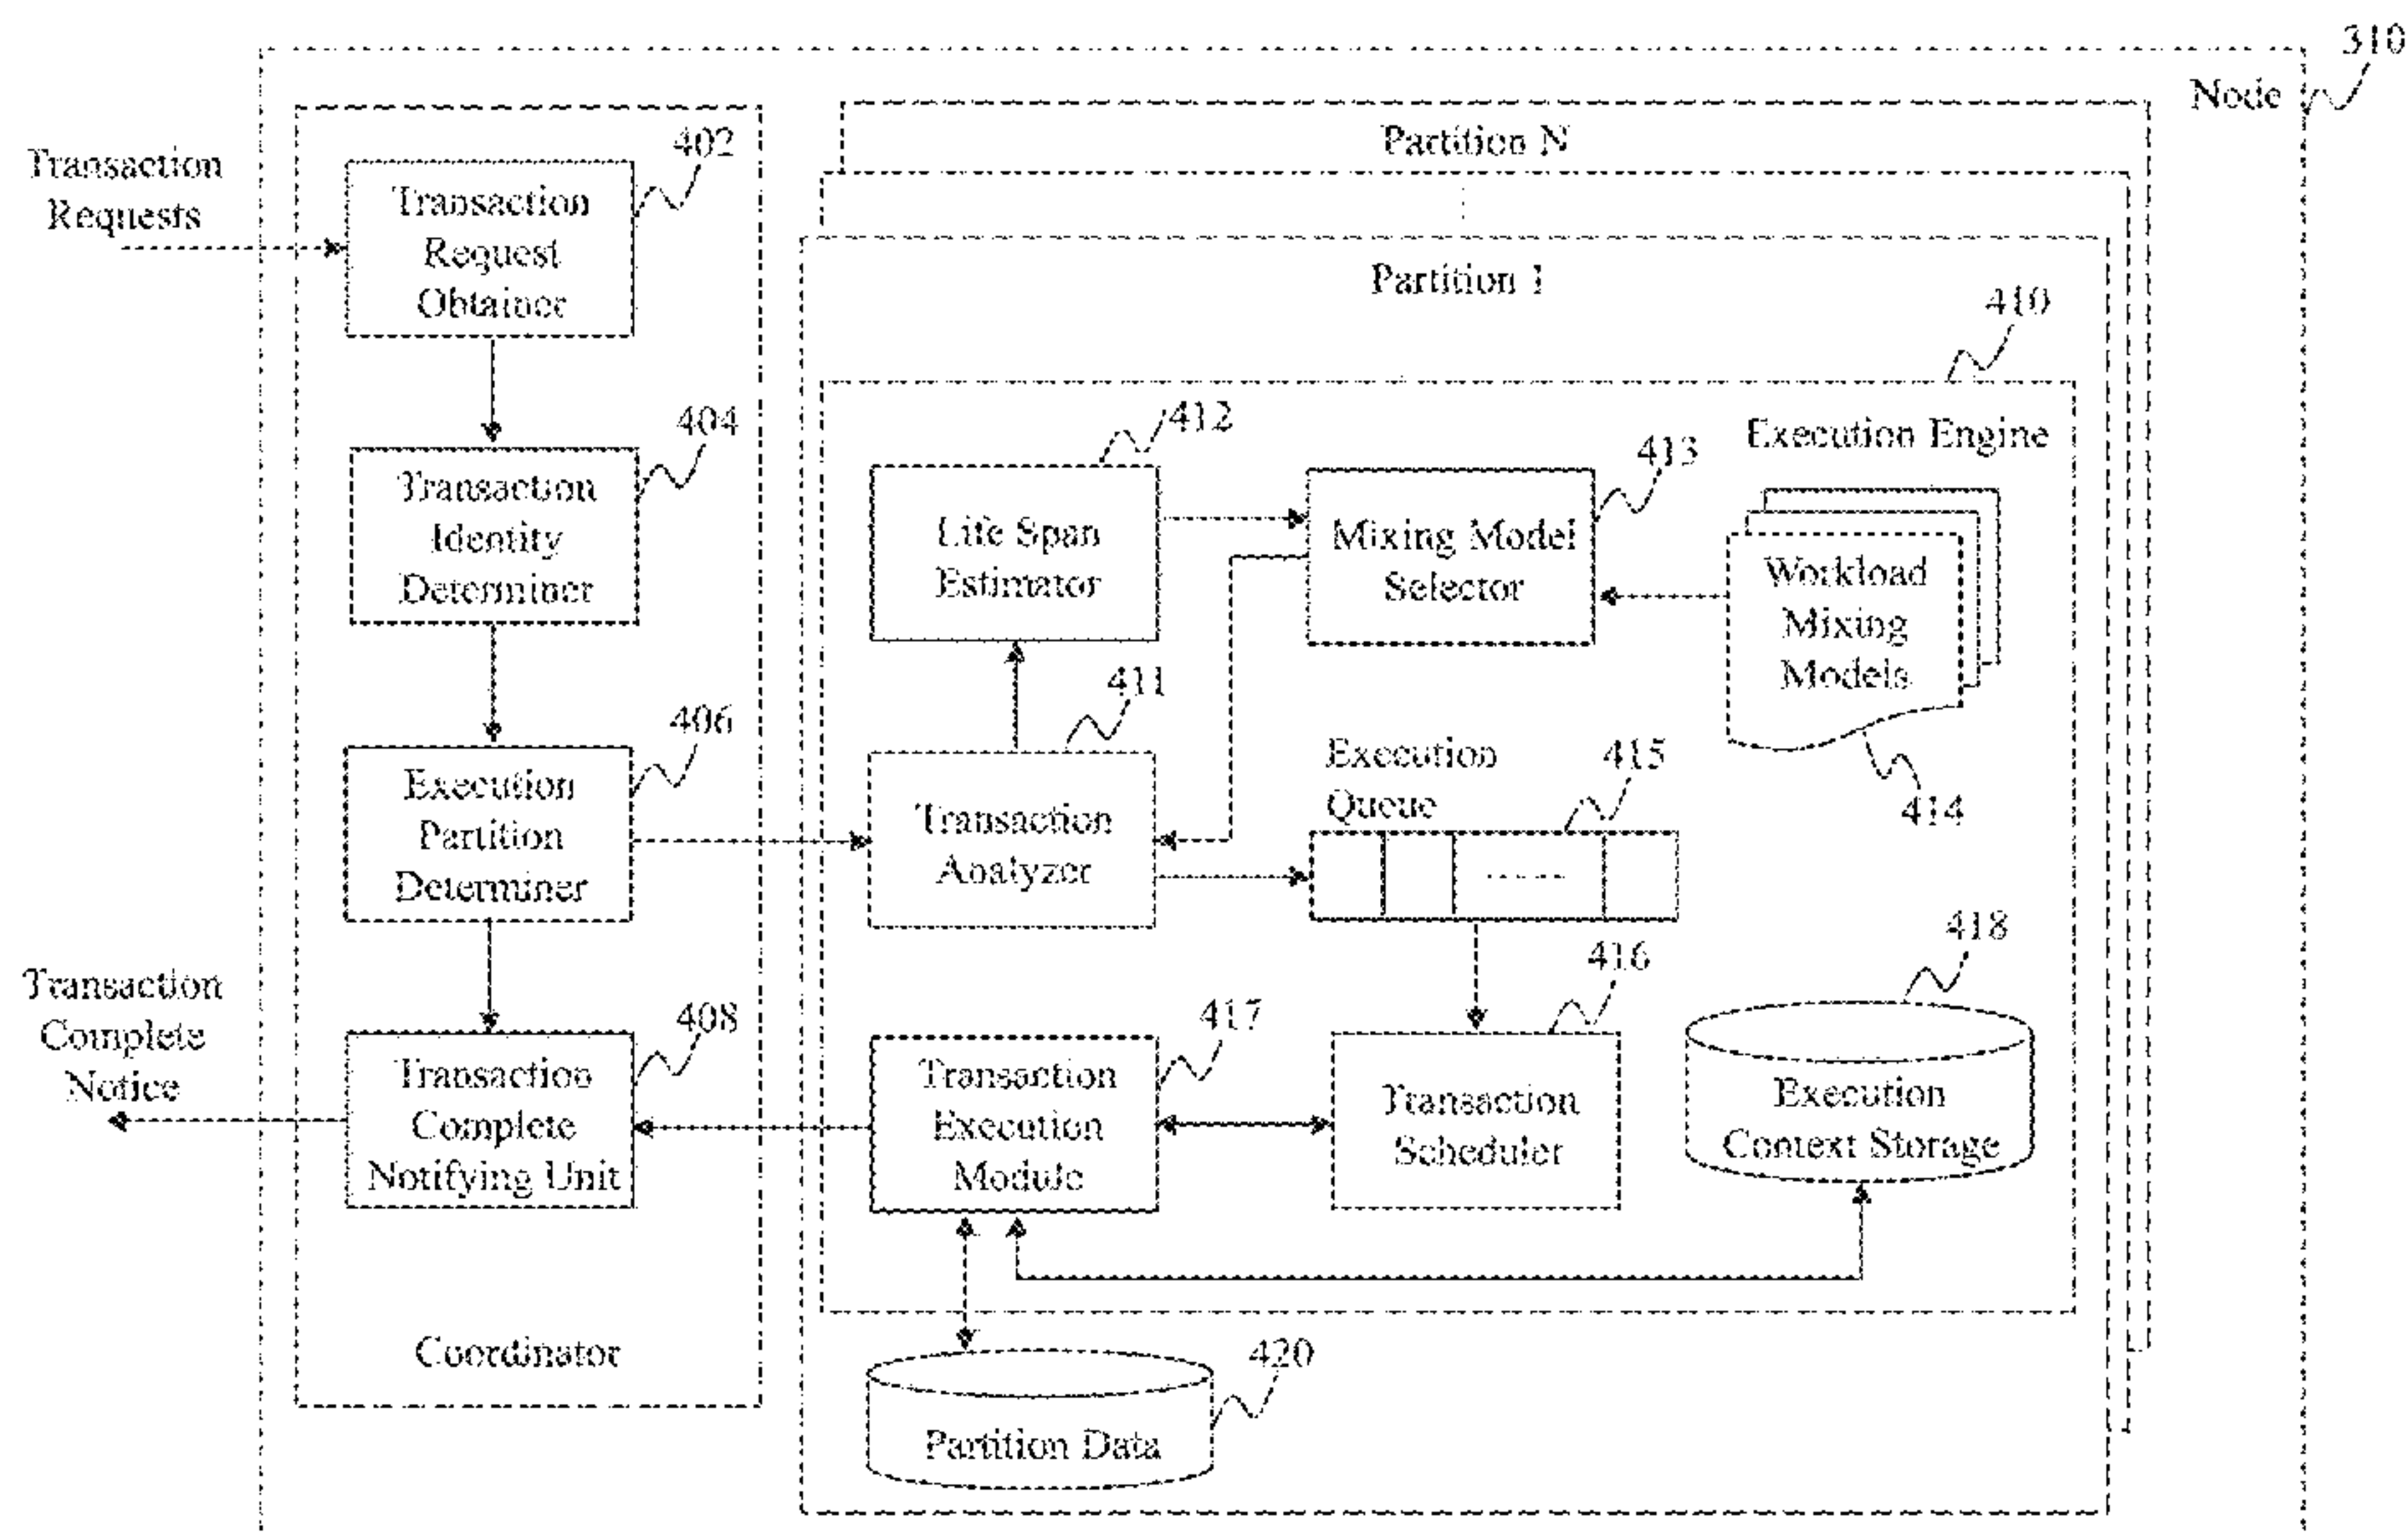 310
Node
Partition N
402
Transaction
Requests
Transaction
Request
Obtainer
Partition 1
410
412
404
Execution Engine
413
Transaction
Identity
Determiner
Life Span
Estimator
Mixing Model
Selector
Workload
Mixing
Models
411
406
Execution
Queue
415
414
Execution
Partition
Determiner
Transaction
Analyzer
......
418
416
Transaction
Complete
Notice
408
417
Transaction
Complete
Notifying Unit
Transaction
Execution
Module
Transaction
Scheduler
Execution
Context Storage
Coordinator
420
Partition Data